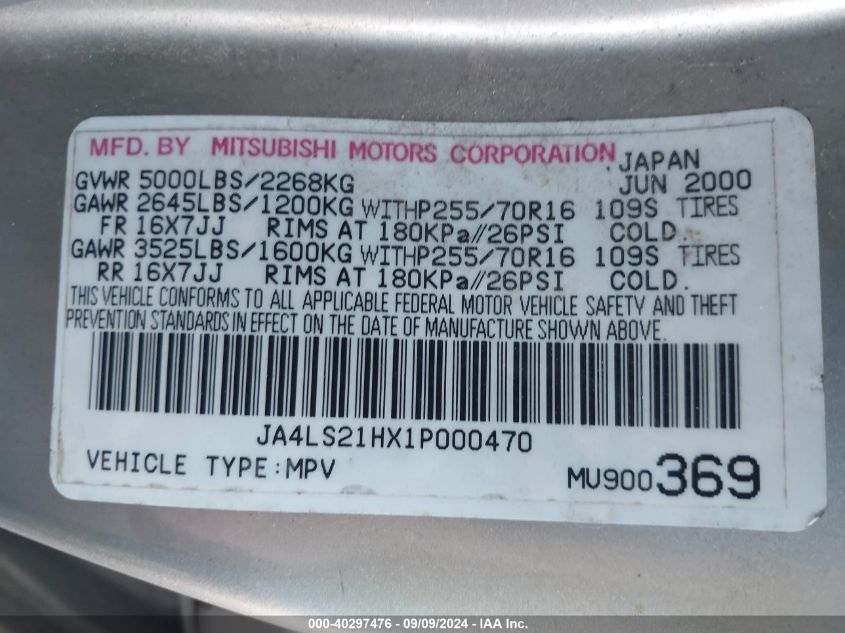 MFD. BY MITSUBISHI MOTORS CORPORATION JAPAN
GVWR 5000LBS/2268KG JUN 2000
GAWR 2645LBS/1200KG WITHP255/70R16 109S TIRES
FR 16X7JJ RIMS AT 180KPa//26PSI COLD.
GAWR 3525LBS/1600KG WITHP255/70R16 109S TIRES
RR 16X7JJ RIMS AT 180KPa//26PSI COLD.
THIS VEHICLE CONFORMS TO ALL APPLICABLE FEDERAL MOTOR VEHICLE SAFETY AND THEFT
PREVENTION STANDARDS IN EFFECT ON THE DATE OF MANUFACTURE SHOWN ABOVE.
JA4LS21HX1P000470
VEHICLE TYPE:MPV MU900369
000-40297476 - 09/09/2024 - IAA Inc.